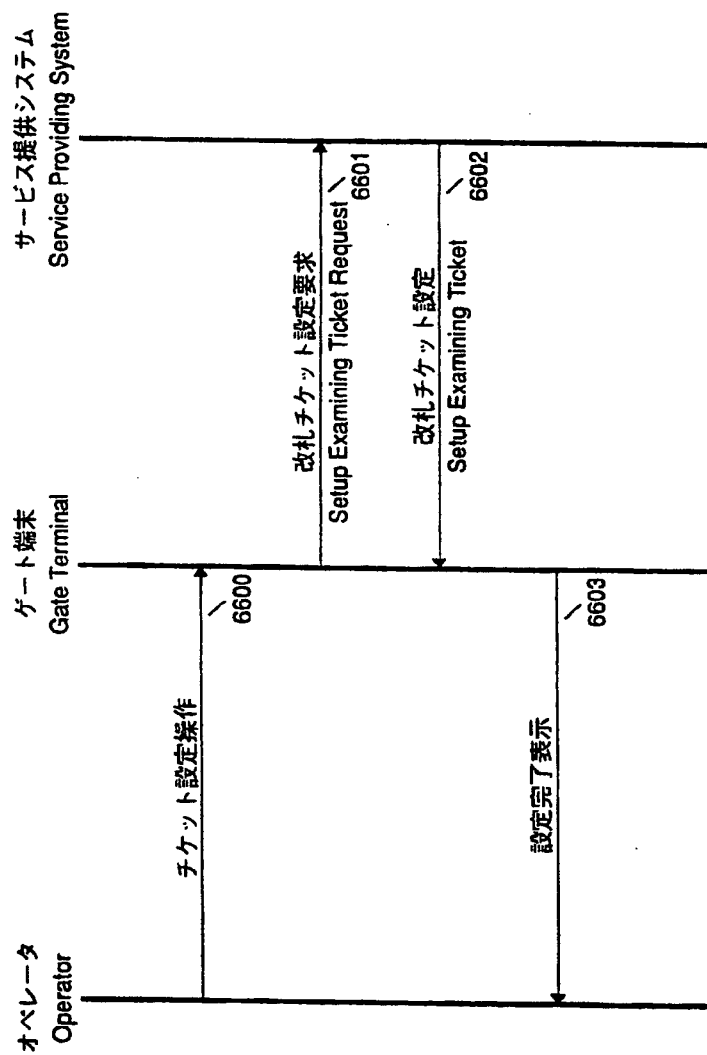 オペレータ
Operator
ゲート端末
Gate Terminal
サービス提供システム
Service Providing System
チケット設定操作
6600
改札チケット設定要求
Setup Examining Ticket Request
6601
改札チケット設定
Setup Examining Ticket
6602
設定完了表示
6603